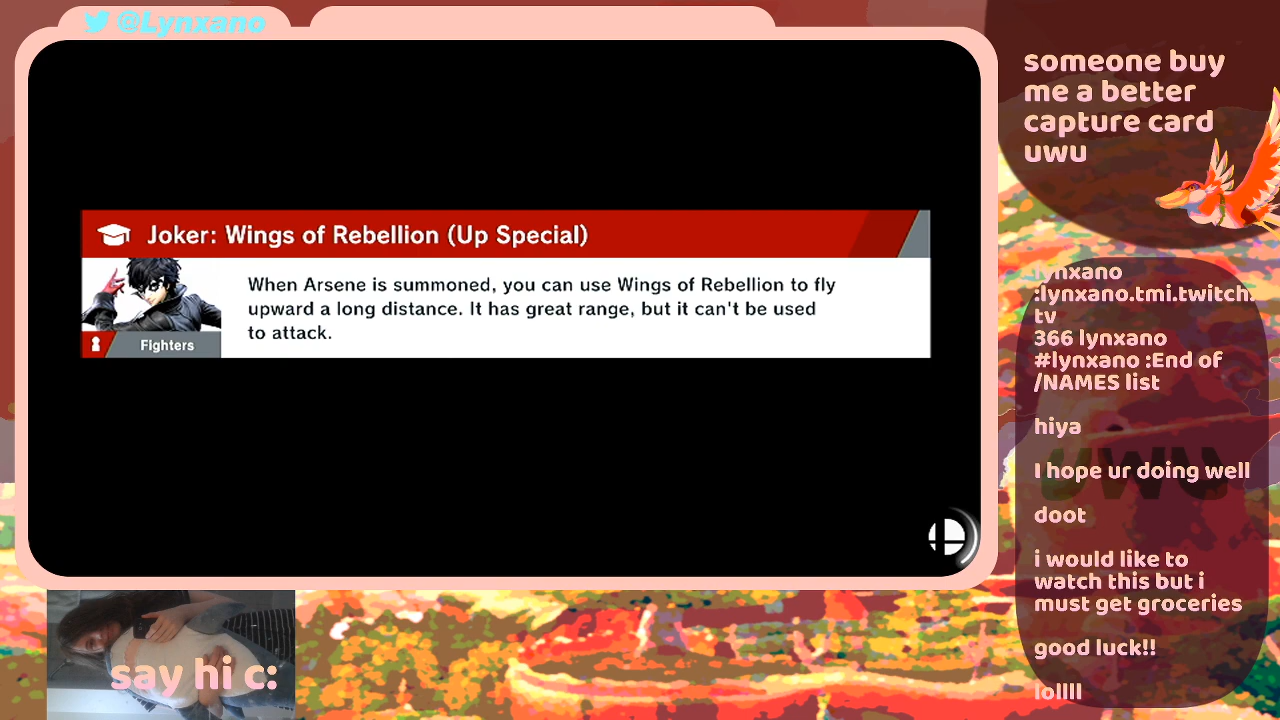 @Lynxano
Joker: Wings of Rebellion (Up Special)
When Arsene is summoned, you can use Wings of Rebellion to fly
upward a long distance. It has great range, but it can't be used
to attack.
Fighters
say hi c:
someone buy
me a better
capture card
uwu
lynxano
:lynxano.tmi.twitch.
tv
366 lynxano
#lynxano :End of
/NAMES list
hiya
I hope ur doing well
uwu
doot
i would like to
watch this but i
must get groceries
good luck!!
lollll